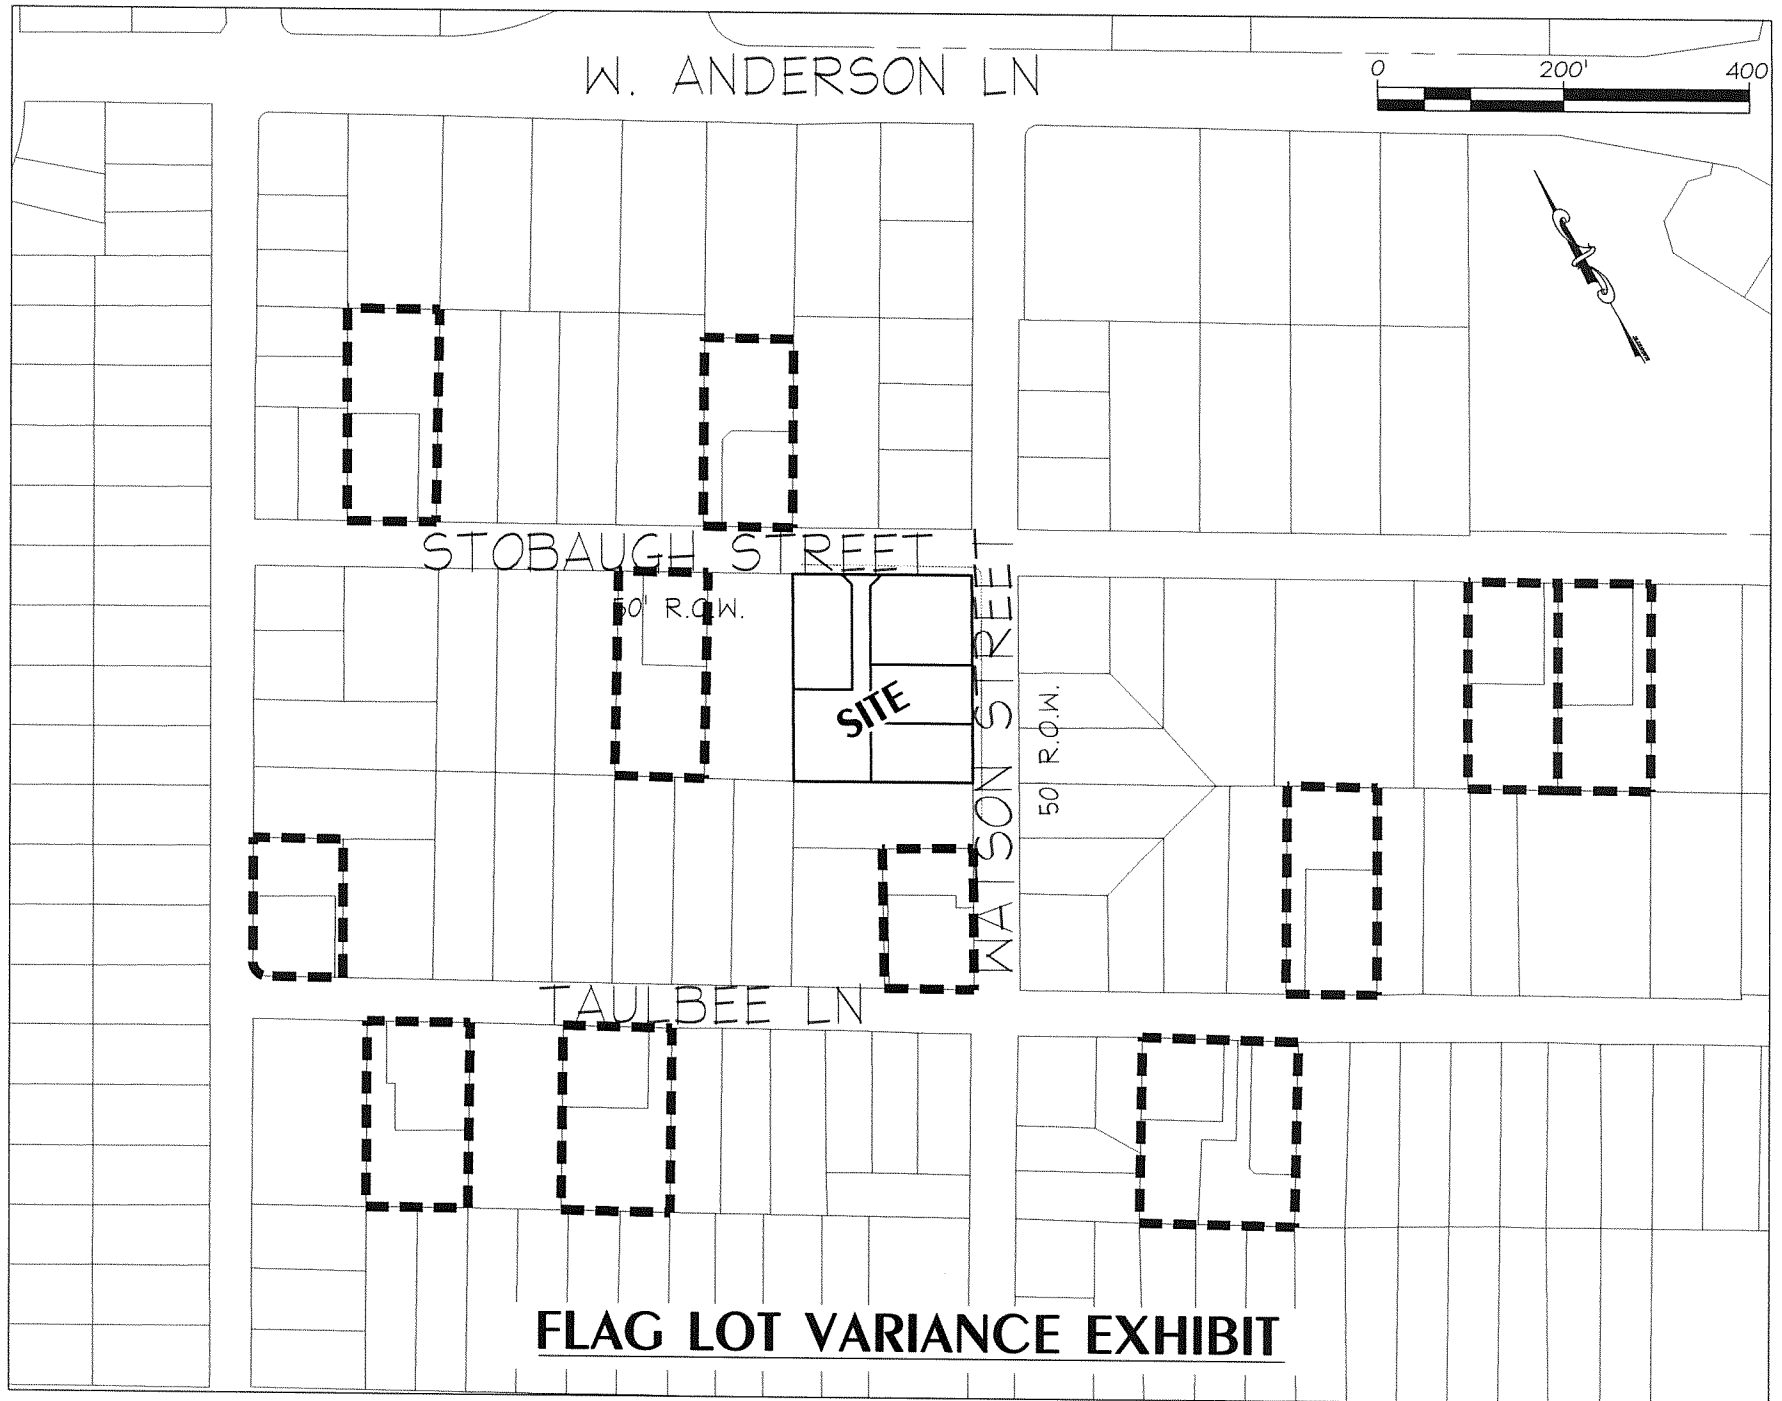 W. ANDERSON LN
0 200' 400
STOBAUGH STREET
50' R.O.W.
SITE
WATSON STREET
50' R.O.W.
TAULBEE LN
FLAG LOT VARIANCE EXHIBIT